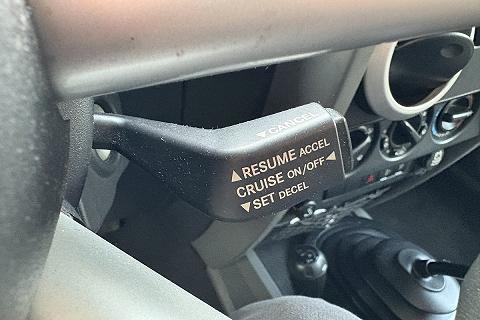 ▼CANCEL
▲RESUME ACCEL
CRUISE ON/OFF◀
▼SET DECEL